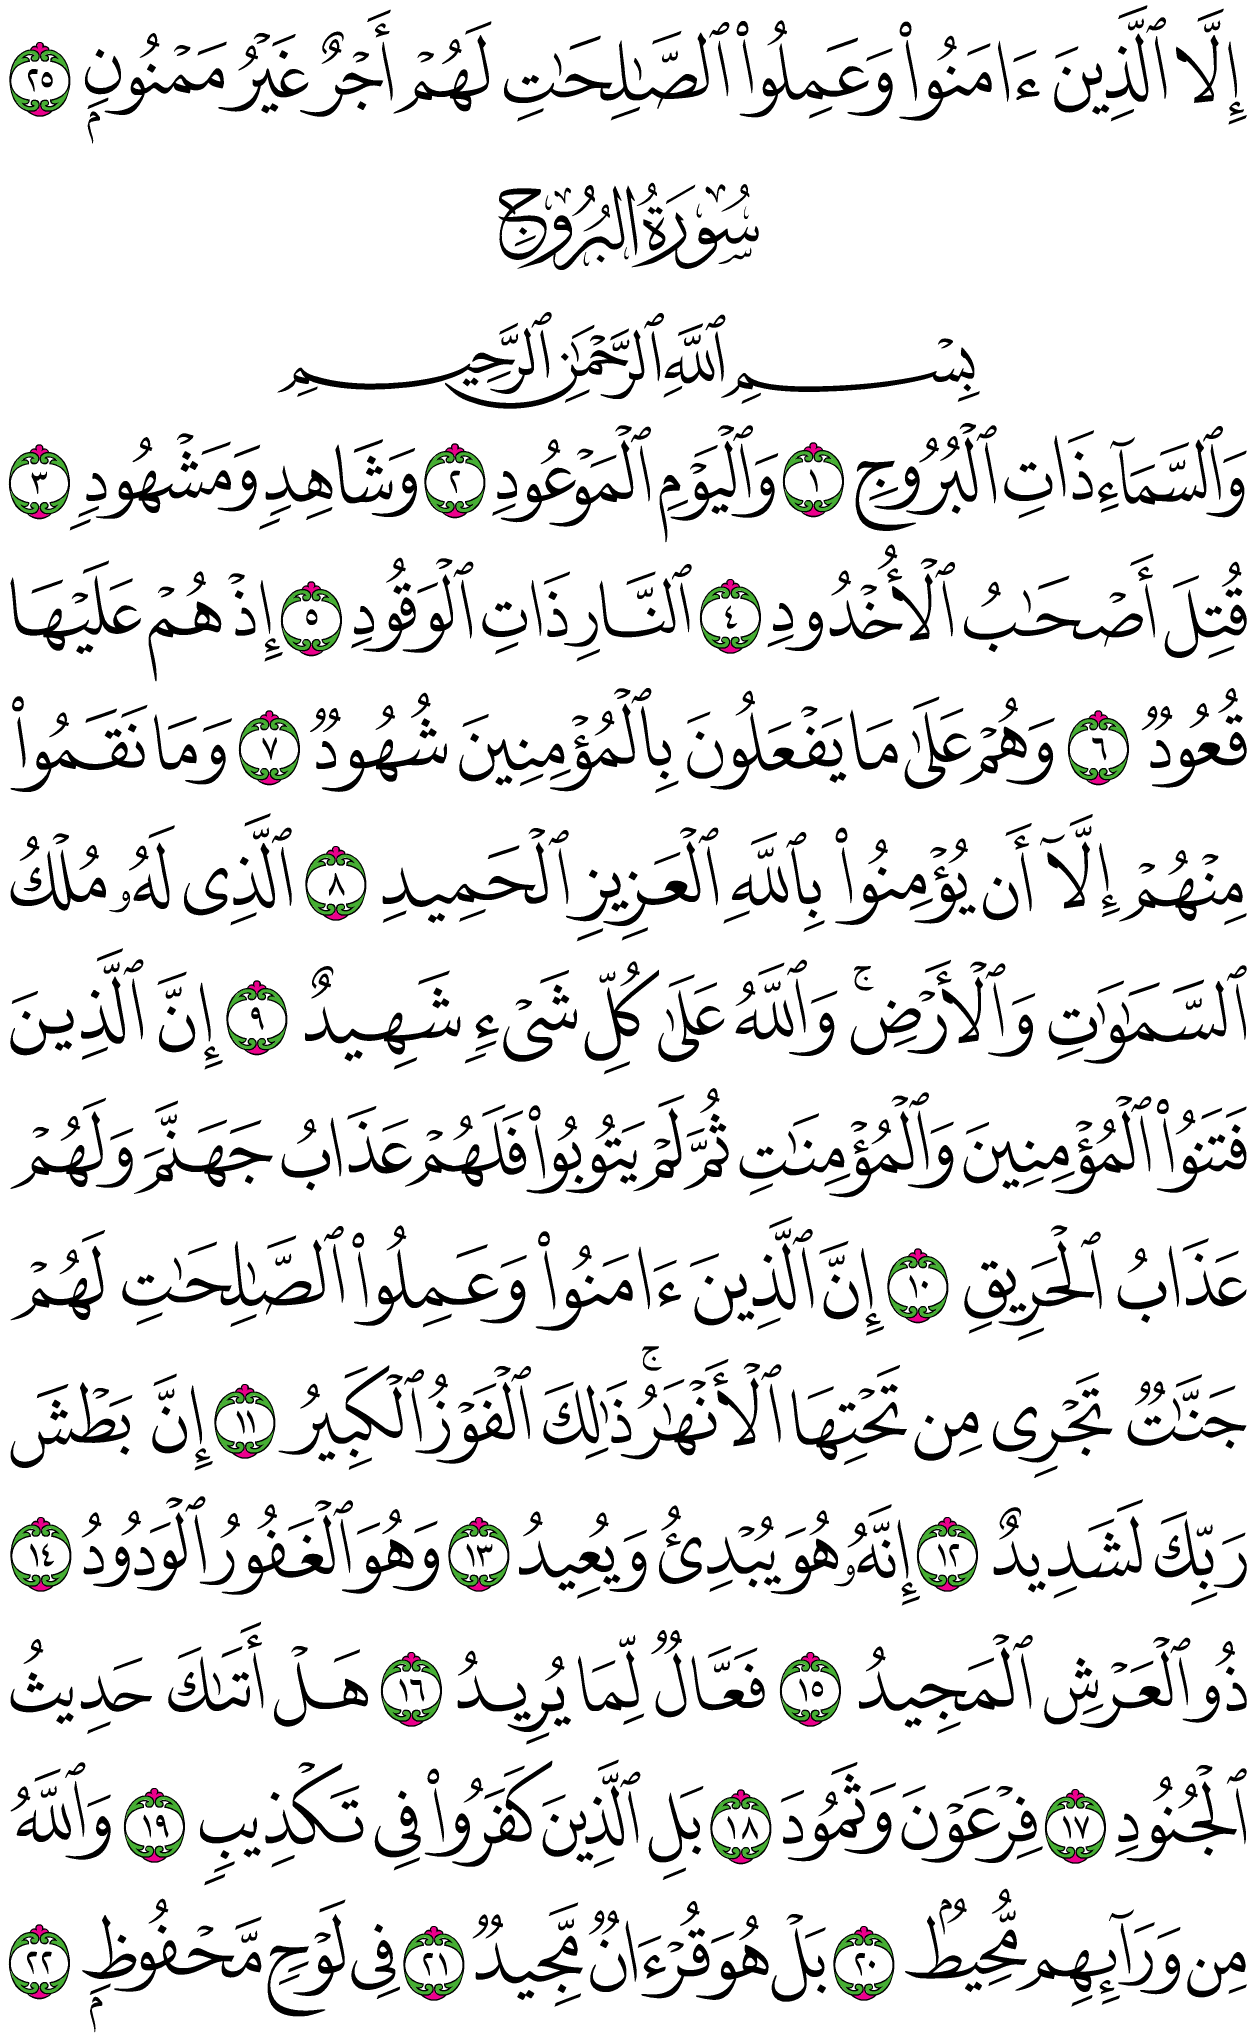 إِلَّا ٱلَّذِينَ ءَامَنُوا۟ وَعَمِلُوا۟ ٱلصَّـٰلِحَـٰتِ لَهُمْ أَجْرٌ غَيْرُ مَمْنُونٍۭ ٢٥
سُورَةُ البُرُوجِ
بِسْمِ ٱللَّهِ ٱلرَّحْمَـٰنِ ٱلرَّحِيمِ
وَٱلسَّمَآءِ ذَاتِ ٱلْبُرُوجِ ١ وَٱلْيَوْمِ ٱلْمَوْعُودِ ٢ وَشَاهِدٍ وَمَشْهُودٍ ٣
قُتِلَ أَصْحَـٰبُ ٱلْأُخْدُودِ ٤ ٱلنَّارِ ذَاتِ ٱلْوَقُودِ ٥ إِذْ هُمْ عَلَيْهَا
قُعُودٌ ٦ وَهُمْ عَلَىٰ مَا يَفْعَلُونَ بِٱلْمُؤْمِنِينَ شُهُودٌ ٧ وَمَا نَقَمُوا۟
مِنْهُمْ إِلَّآ أَن يُؤْمِنُوا۟ بِٱللَّهِ ٱلْعَزِيزِ ٱلْحَمِيدِ ٨ ٱلَّذِى لَهُۥ مُلْكُ
ٱلسَّمَـٰوَٰتِ وَٱلْأَرْضِ ۚ وَٱللَّهُ عَلَىٰ كُلِّ شَىْءٍ شَهِيدٌ ٩ إِنَّ ٱلَّذِينَ
فَتَنُوا۟ ٱلْمُؤْمِنِينَ وَٱلْمُؤْمِنَـٰتِ ثُمَّ لَمْ يَتُوبُوا۟ فَلَهُمْ عَذَابُ جَهَنَّمَ وَلَهُمْ
عَذَابُ ٱلْحَرِيقِ ١٠ إِنَّ ٱلَّذِينَ ءَامَنُوا۟ وَعَمِلُوا۟ ٱلصَّـٰلِحَـٰتِ لَهُمْ
جَنَّـٰتٌ تَجْرِى مِن تَحْتِهَا ٱلْأَنْهَـٰرُ ۚ ذَٰلِكَ ٱلْفَوْزُ ٱلْكَبِيرُ ١١ إِنَّ بَطْشَ
رَبِّكَ لَشَدِيدٌ ١٢ إِنَّهُۥ هُوَ يُبْدِئُ وَيُعِيدُ ١٣ وَهُوَ ٱلْغَفُورُ ٱلْوَدُودُ ١٤
ذُو ٱلْعَرْشِ ٱلْمَجِيدُ ١٥ فَعَّالٌ لِّمَا يُرِيدُ ١٦ هَلْ أَتَىٰكَ حَدِيثُ
ٱلْجُنُودِ ١٧ فِرْعَوْنَ وَثَمُودَ ١٨ بَلِ ٱلَّذِينَ كَفَرُوا۟ فِى تَكْذِيبٍ ١٩ وَٱللَّهُ
مِن وَرَآئِهِم مُّحِيطٌۢ ٢٠ بَلْ هُوَ قُرْءَانٌ مَّجِيدٌ ٢١ فِى لَوْحٍ مَّحْفُوظٍۭ ٢٢